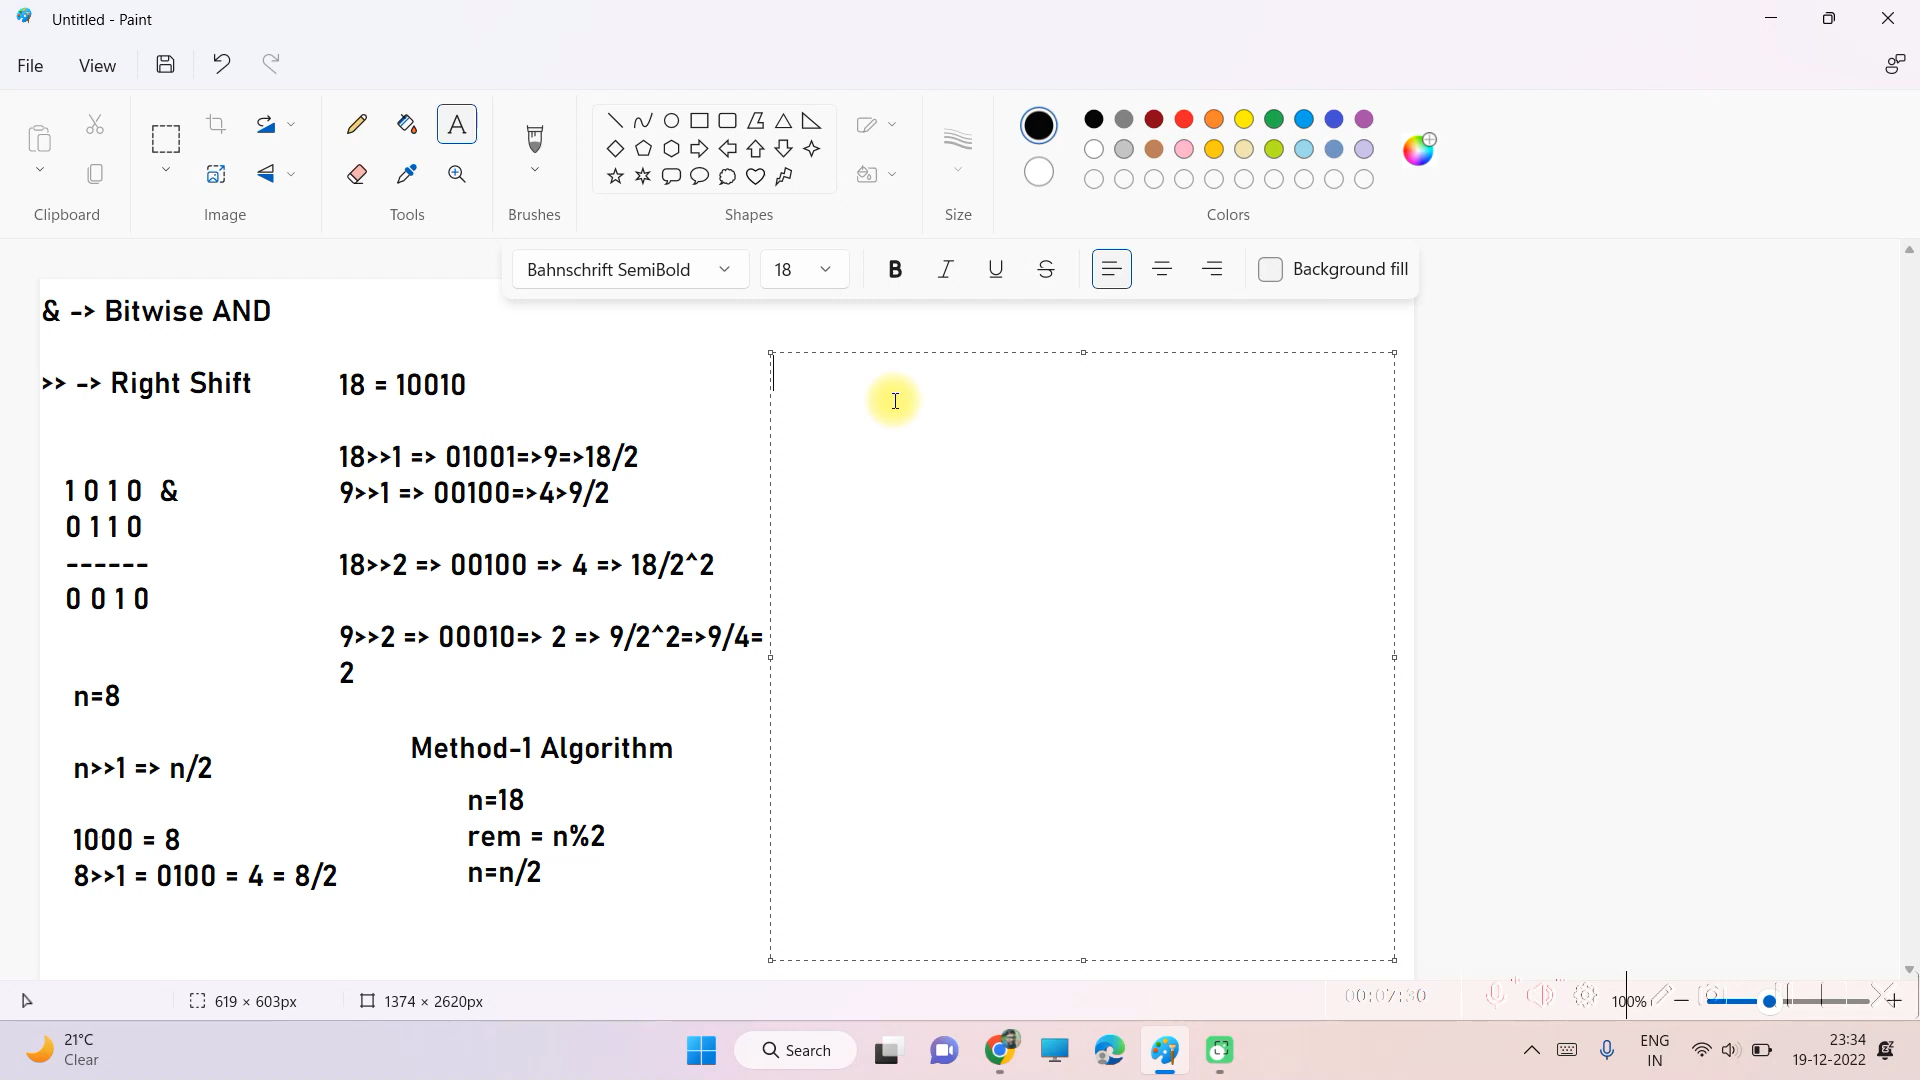 Untitled - Paint
File
View
Clipboard
Image
Tools
Brushes
Shapes
Size
Colors
Bahnschrift SemiBold
18
B
I
U
S
Background fill
& -> Bitwise AND
>> -> Right Shift
1 0 1 0 &
0 1 1 0
------
0 0 1 0
n=8
n>>1 => n/2
1000 = 8
8>>1 = 0100 = 4 = 8/2
18 = 10010
18>>1 => 01001=>9=>18/2
9>>1 => 00100=>4>9/2
18>>2 => 00100 => 4 => 18/2^2
9>>2 => 00010=> 2 => 9/2^2=>9/4=
2
Method-1 Algorithm
n=18
rem = n%2
n=n/2
619 × 603px
1374 × 2620px
00:07:30
100%
21°C
Clear
Search
ENG
IN
23:34
19-12-2022